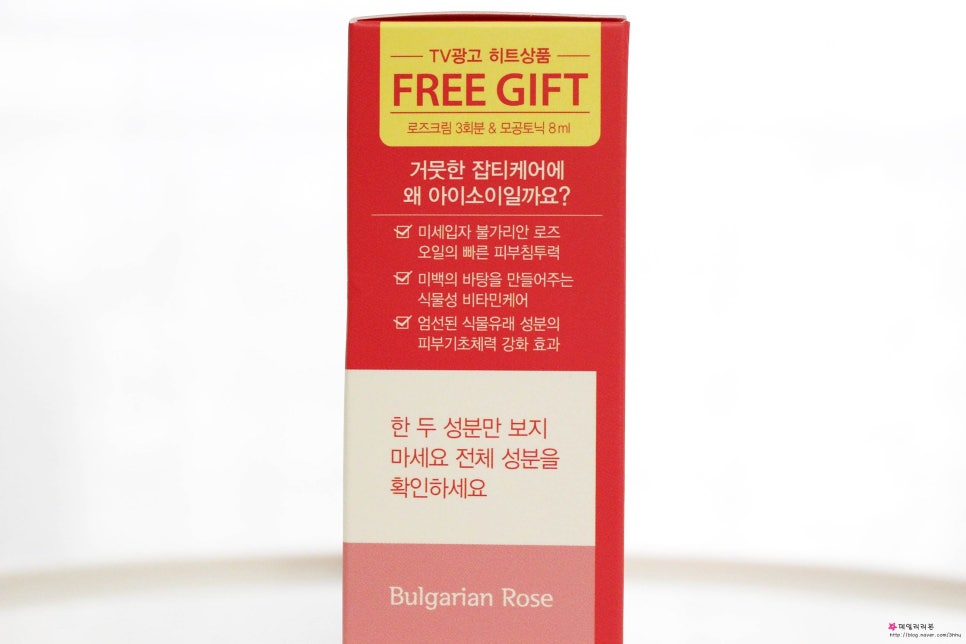 TV광고 히트상품
FREE GIFT
로즈크림 3회분 & 모공토닉 8ml
거뭇한 잡티케어에
왜 아이소이일까요?
미세입자 불가리안 로즈
오일의 빠른 피부침투력
미백의 바탕을 만들어주는
식물성 비타민케어
엄선된 식물유래 성분의
피부기초체력 강화 효과
한 두 성분만 보지
마세요 전체 성분을
확인하세요
Bulgarian Rose